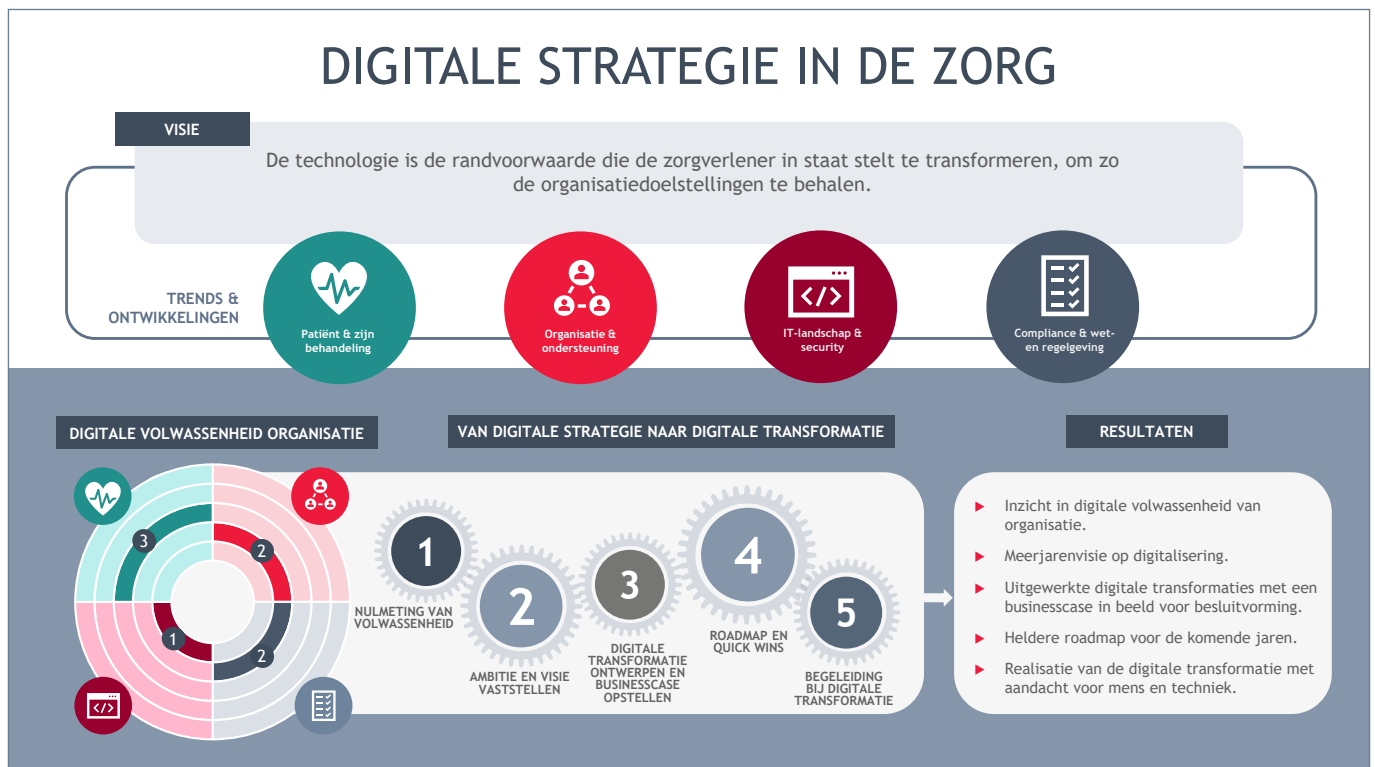 DIGITALE STRATEGIE IN DE ZORG
VISIE
De technologie is de randvoorwaarde die de zorgverlener in staat stelt te transformeren, om zo
de organisatiedoelstellingen te behalen.
TRENDS &
ONTWIKKELINGEN
Patiënt & zijn
behandeling
Organisatie &
ondersteuning
</>
IT-landschap &
security
Compliance & wet-
en regelgeving
DIGITALE VOLWASSENHEID ORGANISATIE
3
2
1
2
</>
VAN DIGITALE STRATEGIE NAAR DIGITALE TRANSFORMATIE
1
NULMETING VAN
VOLWASSENHEID
2
AMBITIE EN VISIE
VASTSTELLEN
3
DIGITALE
TRANSFORMATIE
ONTWERPEN EN
BUSINESSCASE
OPSTELLEN
4
ROADMAP EN
QUICK WINS
5
BEGELEIDING
BIJ DIGITALE
TRANSFORMATIE
RESULTATEN
Inzicht in digitale volwassenheid van
organisatie.
Meerjarenvisie op digitalisering.
Uitgewerkte digitale transformaties met een
businesscase in beeld voor besluitvorming.
Heldere roadmap voor de komende jaren.
Realisatie van de digitale transformatie met
aandacht voor mens en techniek.